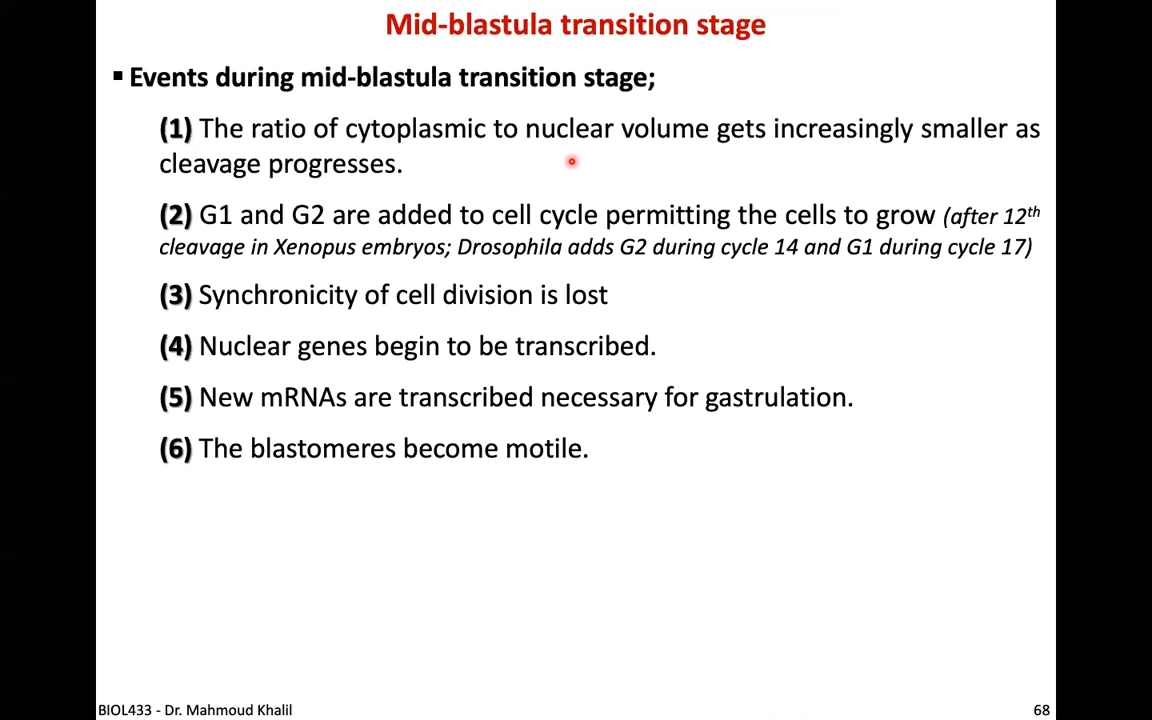 Mid-blastula transition stage
▪ Events during mid-blastula transition stage;
(1) The ratio of cytoplasmic to nuclear volume gets increasingly smaller as
cleavage progresses.
(2) G1 and G2 are added to cell cycle permitting the cells to grow (after 12th
cleavage in Xenopus embryos; Drosophila adds G2 during cycle 14 and G1 during cycle 17)
(3) Synchronicity of cell division is lost
(4) Nuclear genes begin to be transcribed.
(5) New mRNAs are transcribed necessary for gastrulation.
(6) The blastomeres become motile.
BIOL433 - Dr. Mahmoud Khalil
68